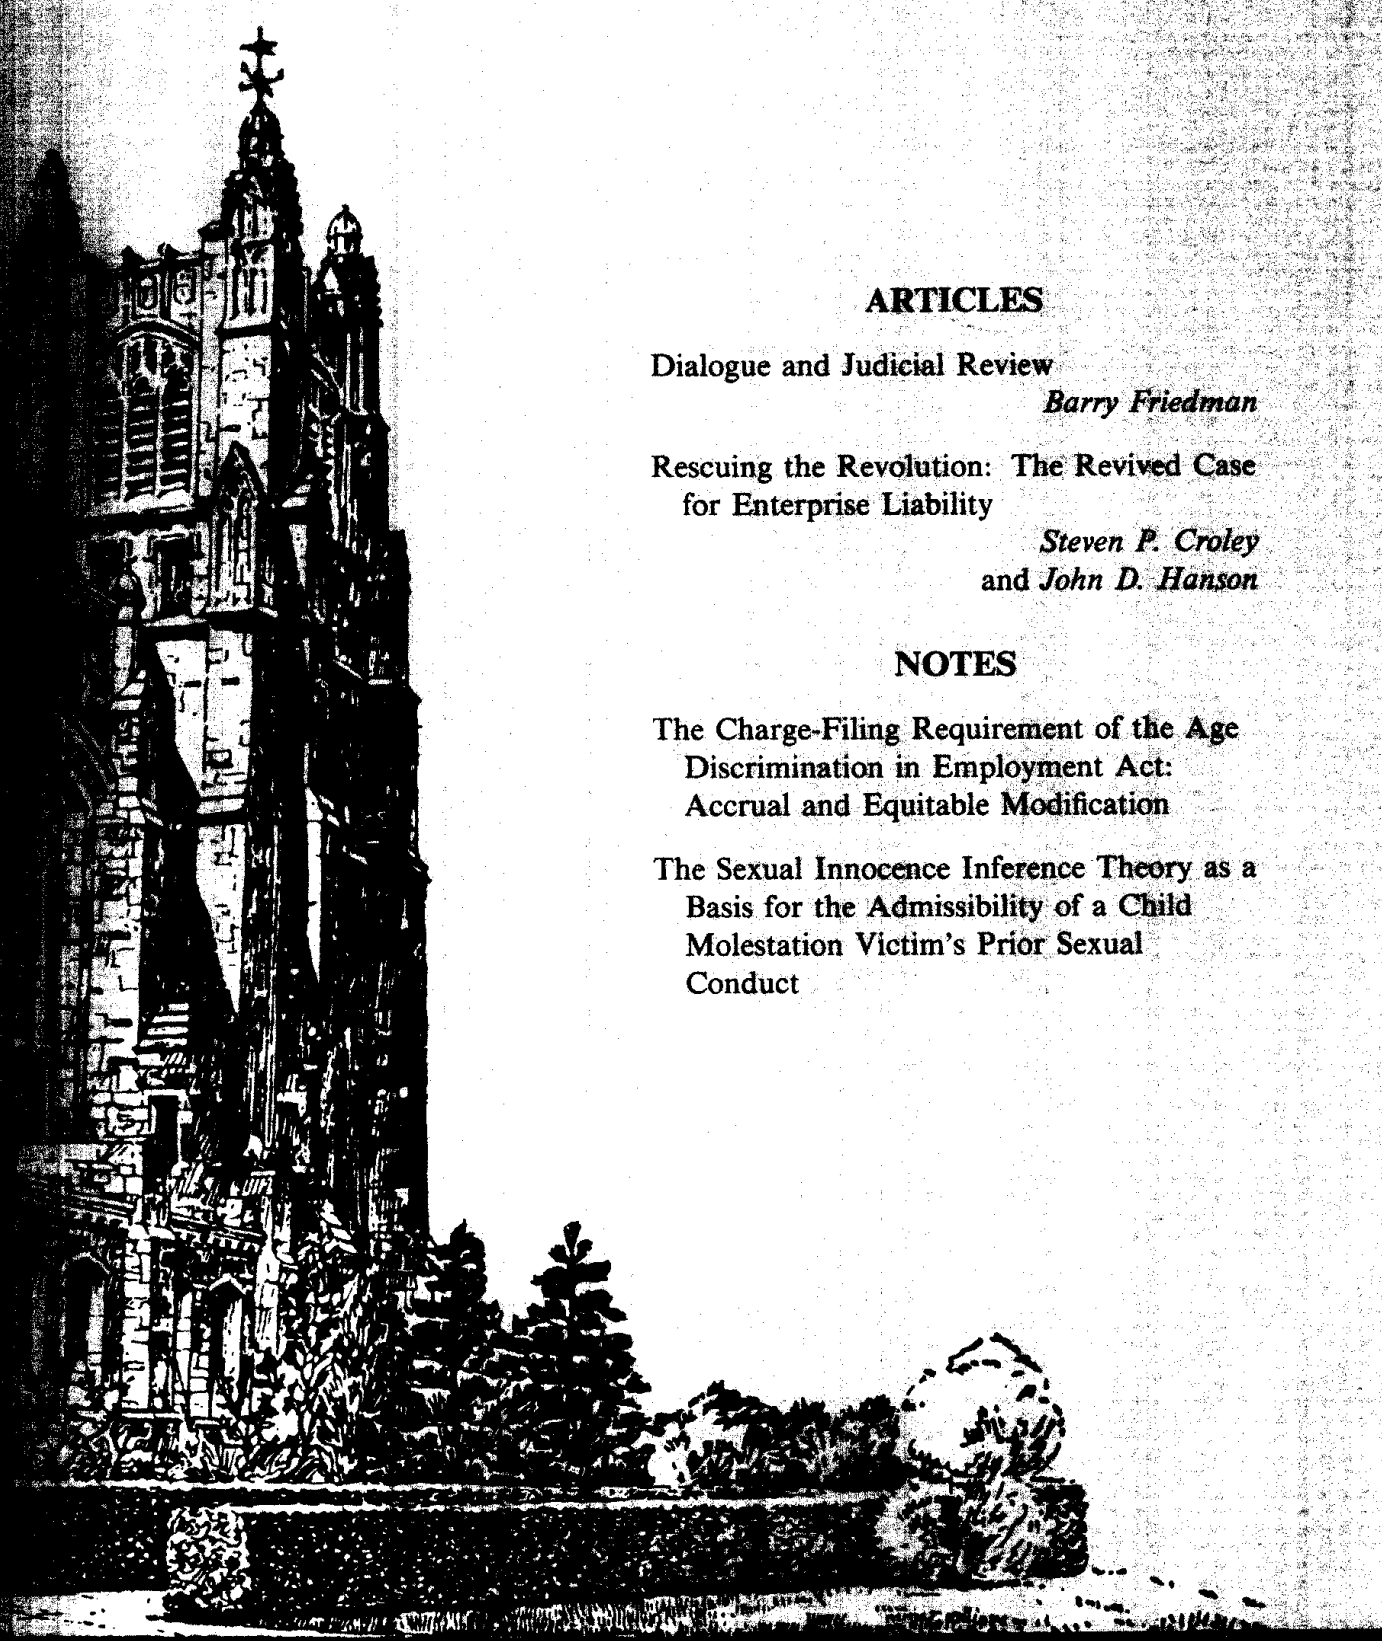 ARTICLES
Dialogue and Judicial Review
Barry Friedman
Rescuing the Revolution: The Revived Case
for Enterprise Liability
Steven P. Croley
and John D. Hanson
NOTES
The Charge-Filing Requirement of the Age
Discrimination in Employment Act:
Accrual and Equitable Modification
The Sexual Innocence Inference Theory as a
Basis for the Admissibility of a Child
Molestation Victim's Prior Sexual
Conduct